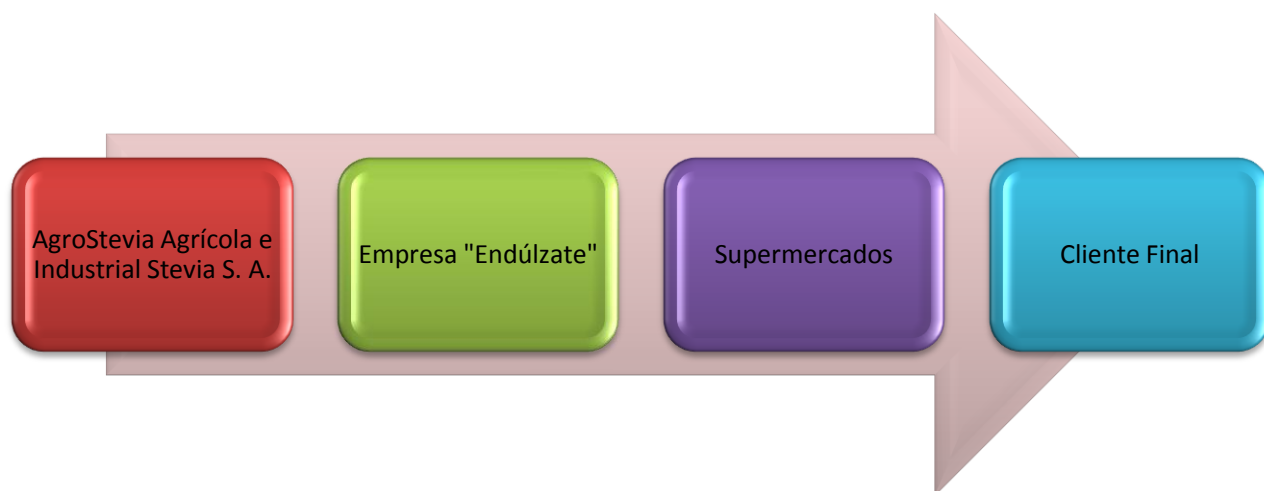 AgroStevia Agrícola e
Industrial Stevia S. A.
Empresa "Endúlzate"
Supermercados
Cliente Final